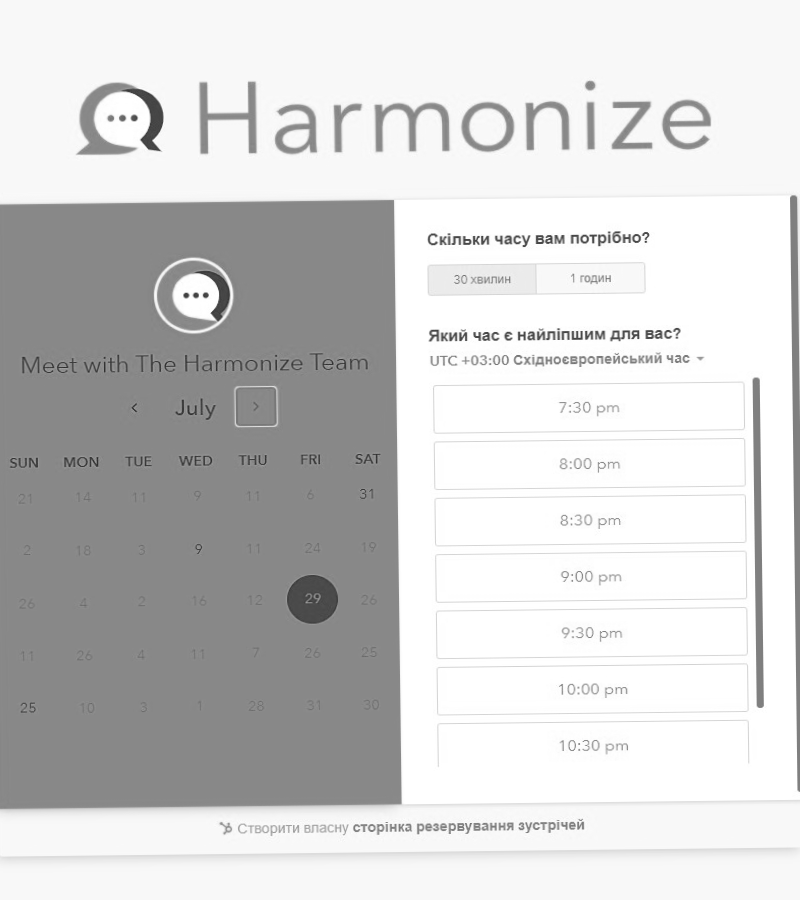 Harmonize
Meet with The Harmonize Team
July
SUN MON TUE WED THU FRI SAT
21 14 11 9 11 6 31
2 18 3 9 11 24 19
26 4 2 16 12 29 26
11 26 4 11 7 26 25
25 10 3 1 28 31 30
Скільки часу вам потрібно?
30 хвилин 1 годин
Який час є найліпшим для вас?
UTC +03:00 Східноєвропейський час
7:30 pm
8:00 pm
8:30 pm
9:00 pm
9:30 pm
10:00 pm
10:30 pm
Створити власну сторінка резервування зустрічей